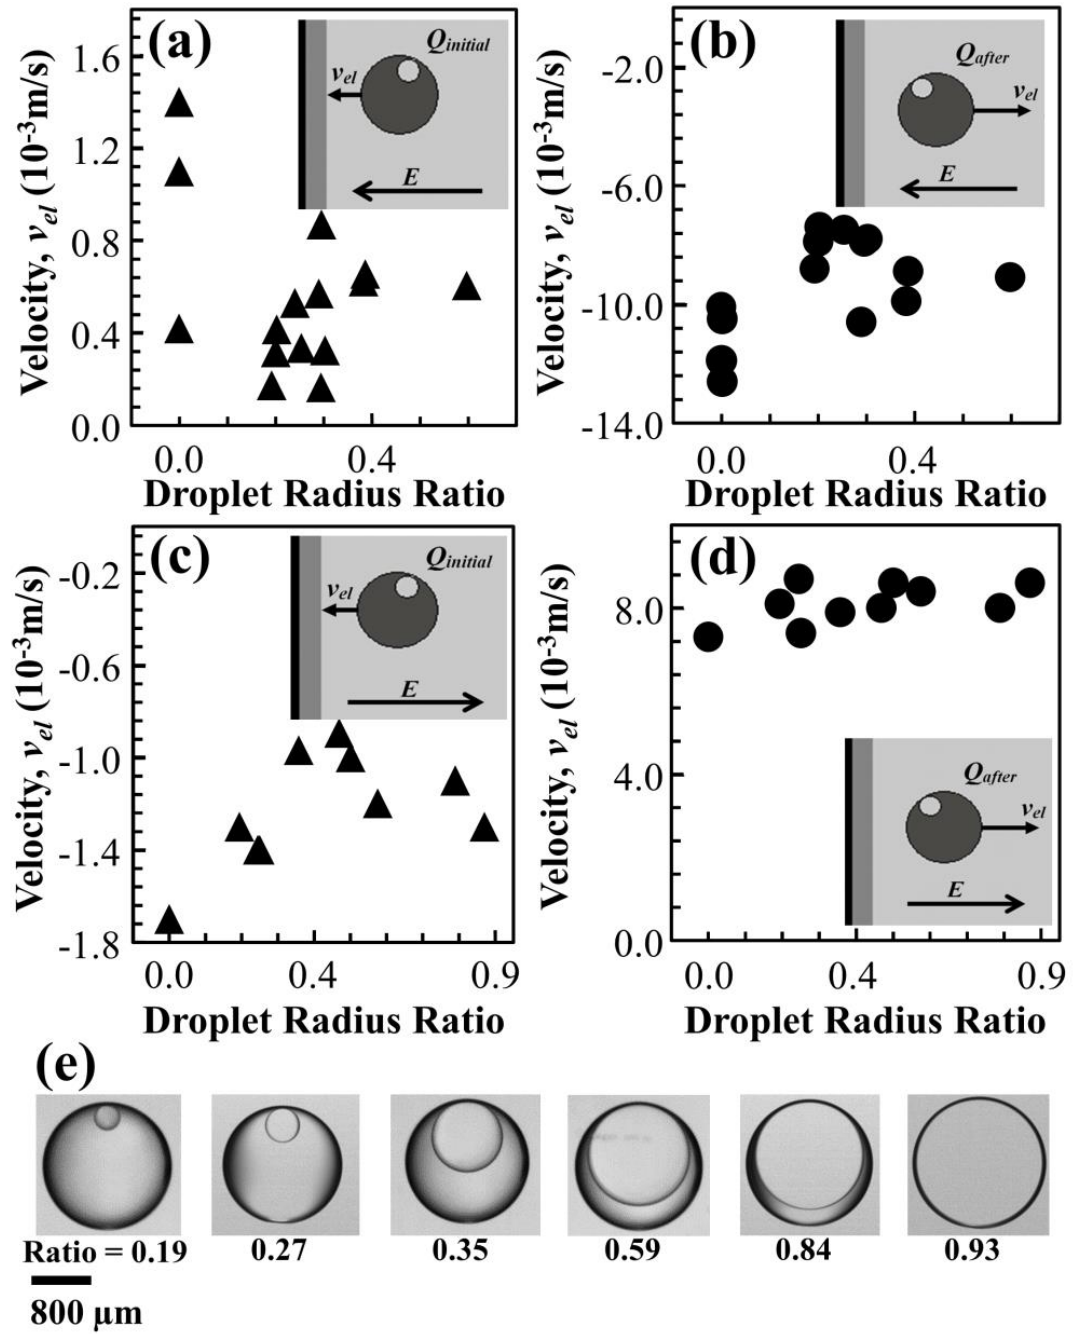 (a)
Q_initial
v_el
E
1.6
1.2
0.8
0.4
0.0
Velocity, v_el (10^-3m/s)
0.0 0.4
Droplet Radius Ratio
(b)
Q_after
v_el
E
-2.0
-6.0
-10.0
-14.0
Velocity, v_el (10^-3m/s)
0.0 0.4
Droplet Radius Ratio
(c)
Q_initial
v_el
E
-0.2
-0.6
-1.0
-1.4
-1.8
Velocity, v_el (10^-3m/s)
0.0 0.4 0.9
Droplet Radius Ratio
(d)
Q_after
v_el
E
8.0
4.0
0.0
Velocity, v_el (10^-3m/s)
0.0 0.4 0.9
Droplet Radius Ratio
(e)
Ratio = 0.19 0.27 0.35 0.59 0.84 0.93
800 μm